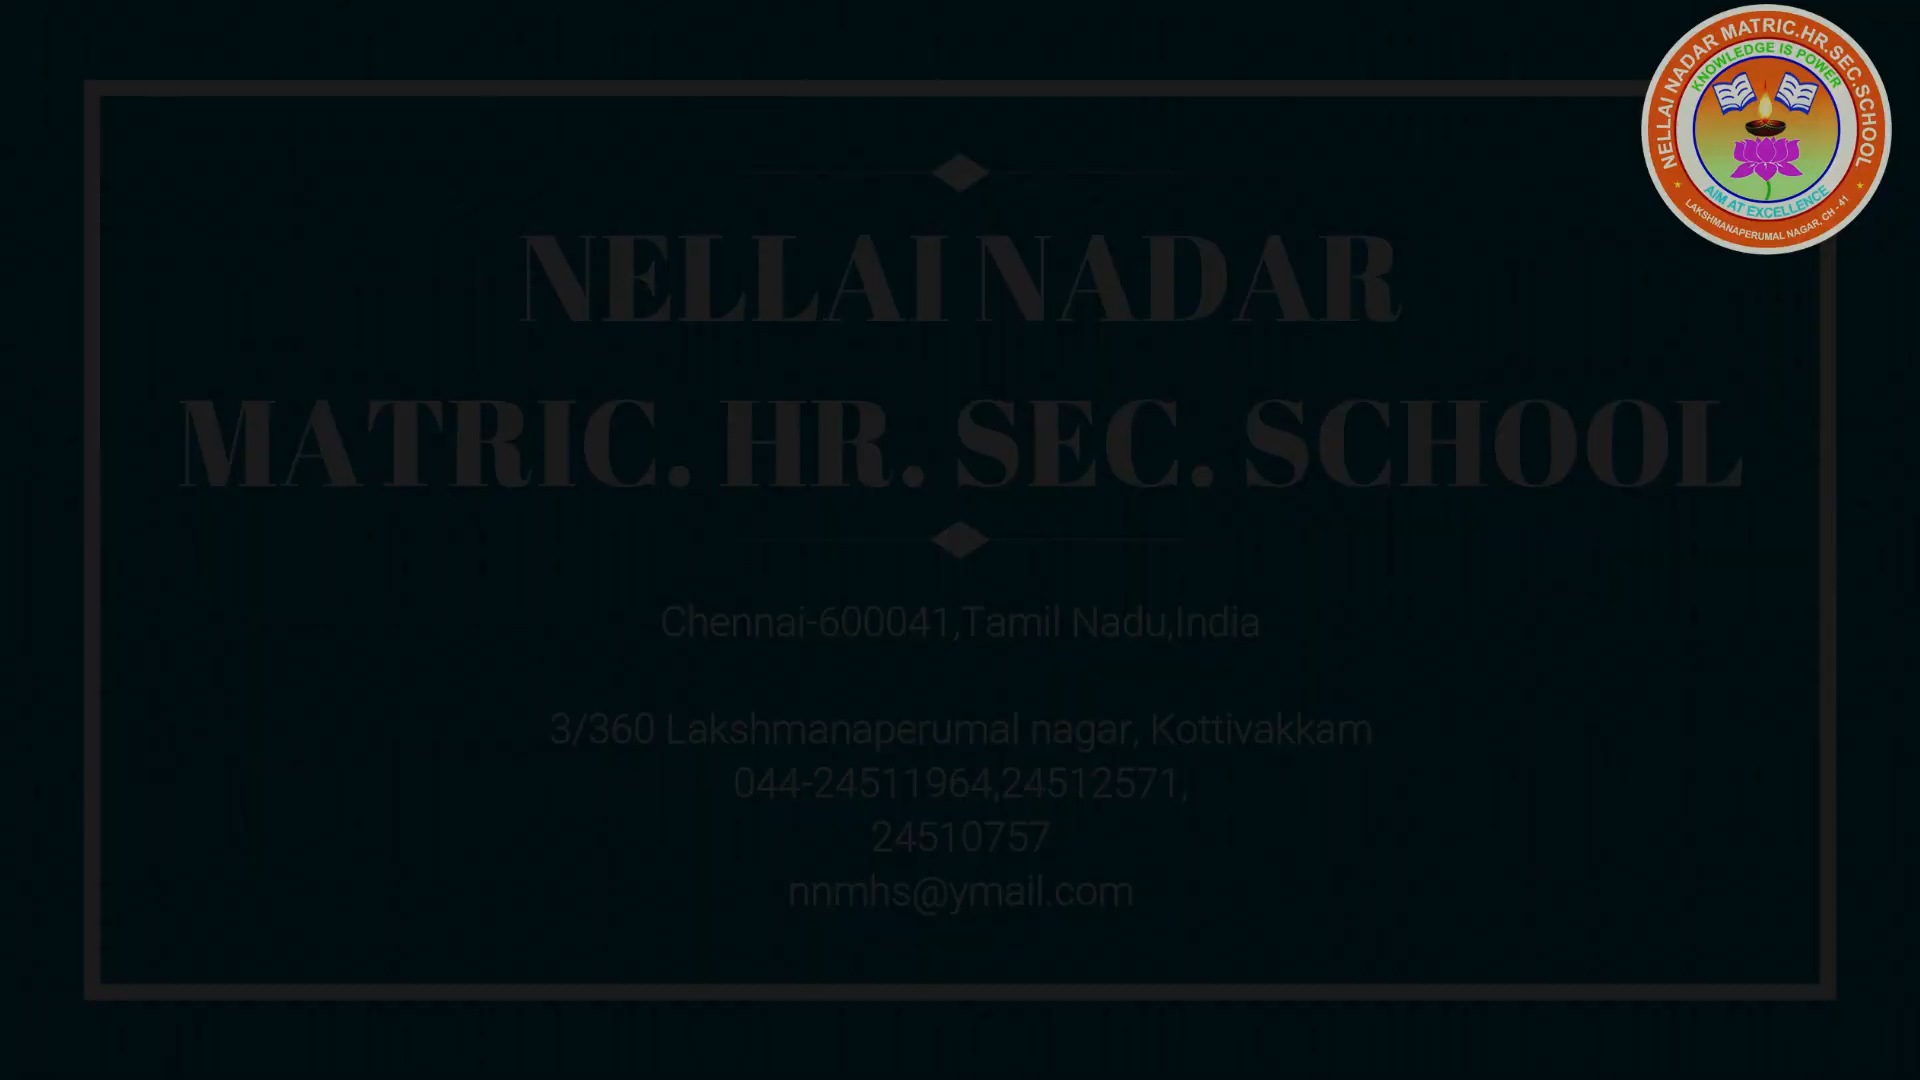 NELLAI NADAR MATRIC.HR.SEC.SCHOOL
KNOWLEDGE IS POWER
AIM AT EXCELLENCE
LAKSHMANAPERUMAL NAGAR, CH - 41
NELLAI NADAR
MATRIC. HR. SEC. SCHOOL
Chennai-600041,Tamil Nadu,India
3/360 Lakshmanaperumal nagar, Kottivakkam
044-24511964,24512571,
24510757
nnmhs@ymail.com